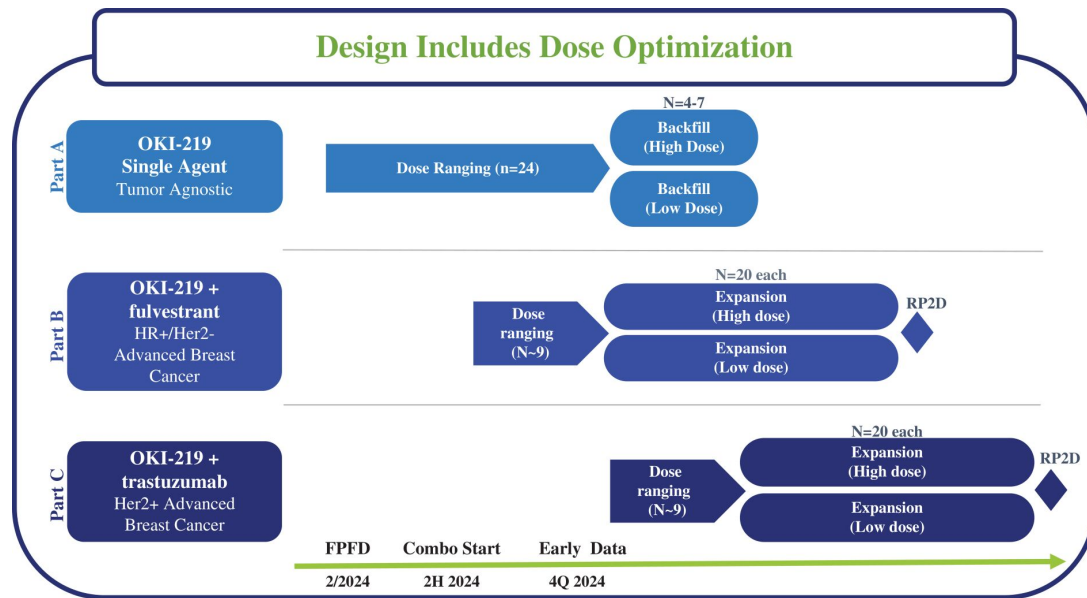 Design Includes Dose Optimization
Part A
OKI-219
Single Agent
Tumor Agnostic
Dose Ranging (n=24)
N=4-7
Backfill
(High Dose)
Backfill
(Low Dose)
Part B
OKI-219 +
fulvestrant
HR+/Her2-
Advanced Breast
Cancer
Dose
ranging
(N~9)
N=20 each
Expansion
(High dose)
Expansion
(Low dose)
RP2D
Part C
OKI-219 +
trastuzumab
Her2+ Advanced
Breast Cancer
Dose
ranging
(N~9)
N=20 each
Expansion
(High dose)
Expansion
(Low dose)
RP2D
FPFD Combo Start Early Data
2/2024 2H 2024 4Q 2024